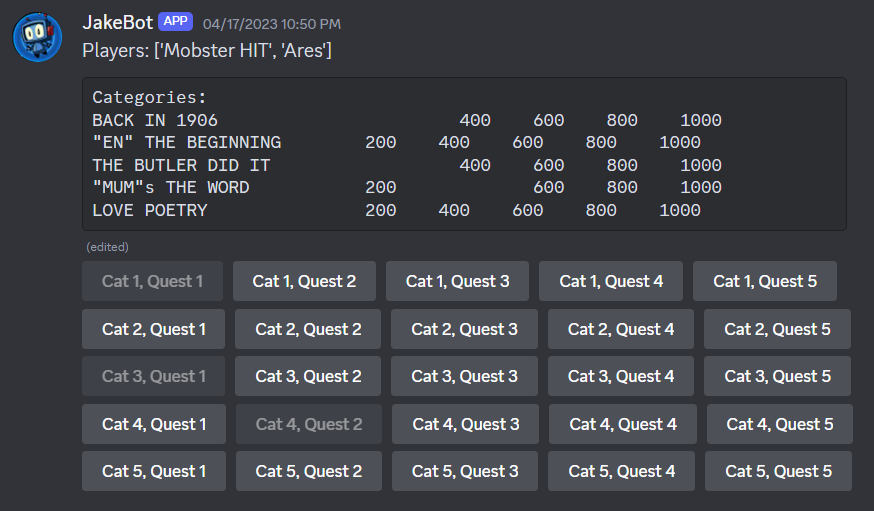 JakeBot APP 04/17/2023 10:50 PM
Players: ['Mobster HIT', 'Ares']
Categories:
BACK IN 1906 400 600 800 1000
"EN" THE BEGINNING 200 400 600 800 1000
THE BUTLER DID IT 400 600 800 1000
"MUM"s THE WORD 200 600 800 1000
LOVE POETRY 200 400 600 800 1000
(edited)
Cat 1, Quest 1 Cat 1, Quest 2 Cat 1, Quest 3 Cat 1, Quest 4 Cat 1, Quest 5
Cat 2, Quest 1 Cat 2, Quest 2 Cat 2, Quest 3 Cat 2, Quest 4 Cat 2, Quest 5
Cat 3, Quest 1 Cat 3, Quest 2 Cat 3, Quest 3 Cat 3, Quest 4 Cat 3, Quest 5
Cat 4, Quest 1 Cat 4, Quest 2 Cat 4, Quest 3 Cat 4, Quest 4 Cat 4, Quest 5
Cat 5, Quest 1 Cat 5, Quest 2 Cat 5, Quest 3 Cat 5, Quest 4 Cat 5, Quest 5